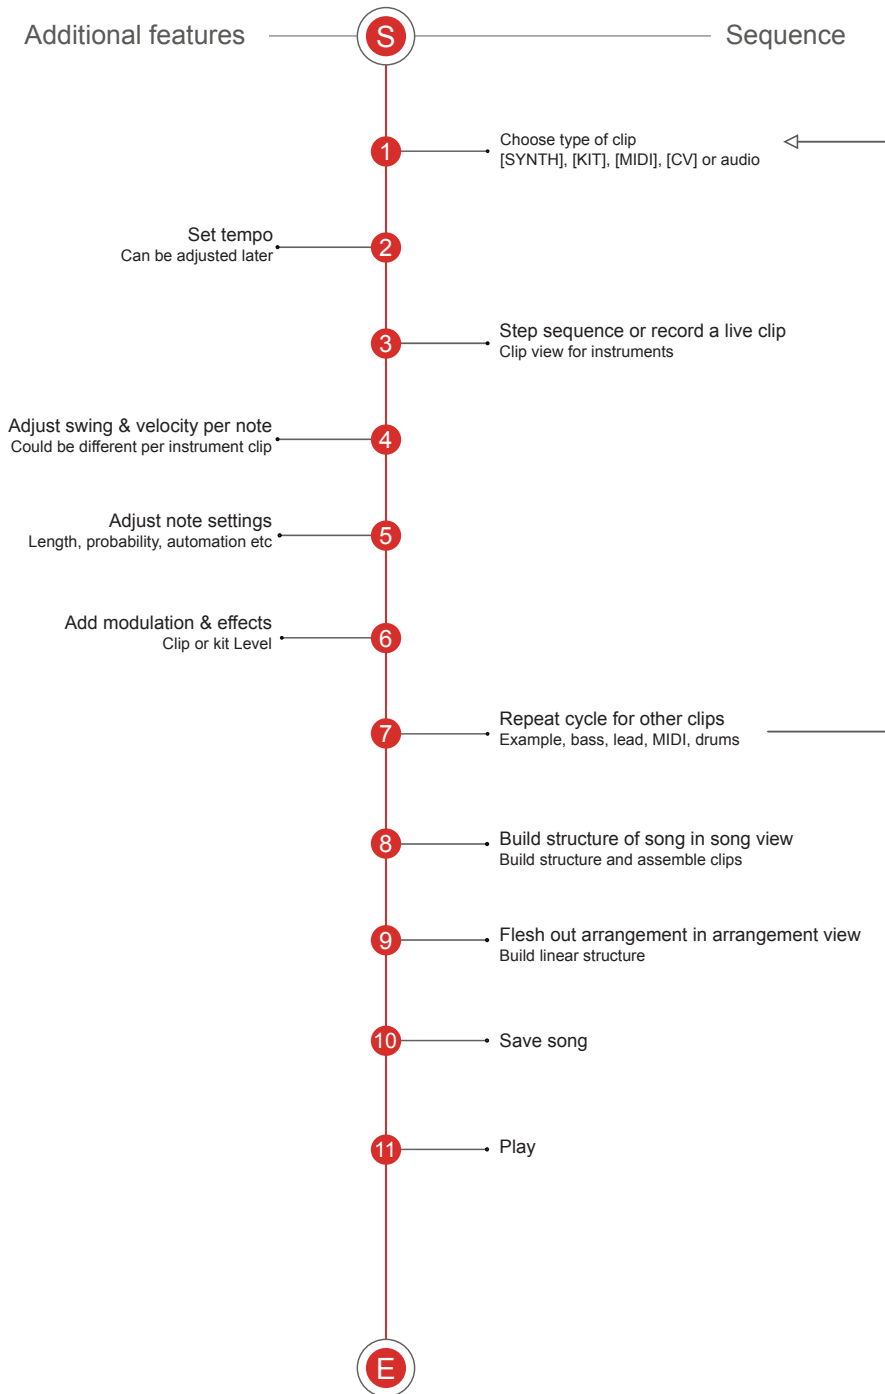 Additional features
S
Sequence
1
Choose type of clip
[SYNTH], [KIT], [MIDI], [CV] or audio
Set tempo
Can be adjusted later
2
3
Step sequence or record a live clip
Clip view for instruments
Adjust swing & velocity per note
Could be different per instrument clip
4
Adjust note settings
Length, probability, automation etc
5
Add modulation & effects
Clip or kit Level
6
7
Repeat cycle for other clips
Example, bass, lead, MIDI, drums
8
Build structure of song in song view
Build structure and assemble clips
9
Flesh out arrangement in arrangement view
Build linear structure
10
Save song
11
Play
E